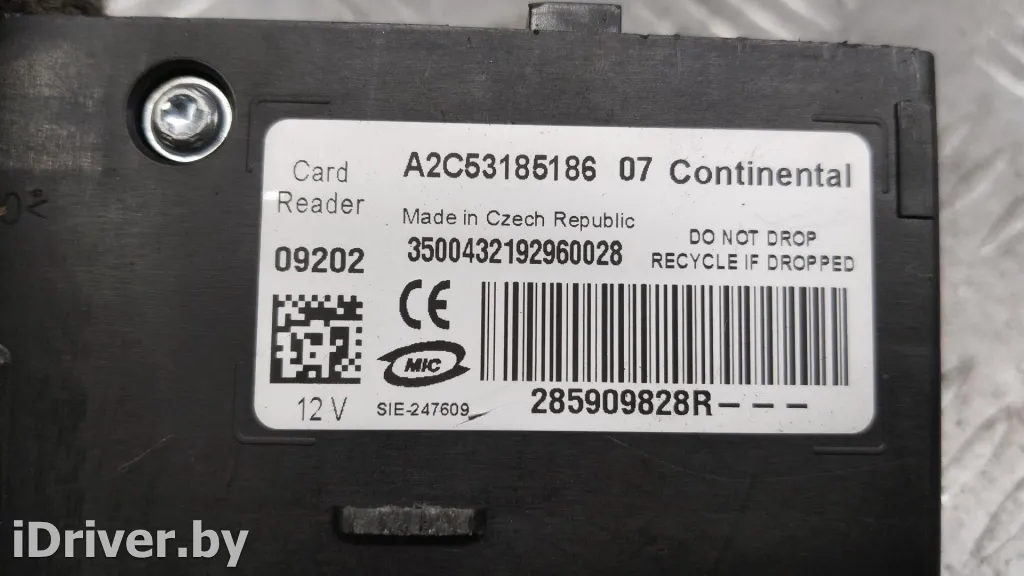 Card Reader
A2C53185186 07 Continental
Made in Czech Republic
09202
3500432192960028
DO NOT DROP
RECYCLE IF DROPPED
CE
MIC
12 V
SIE-247609
285909828R---
iDriver.by